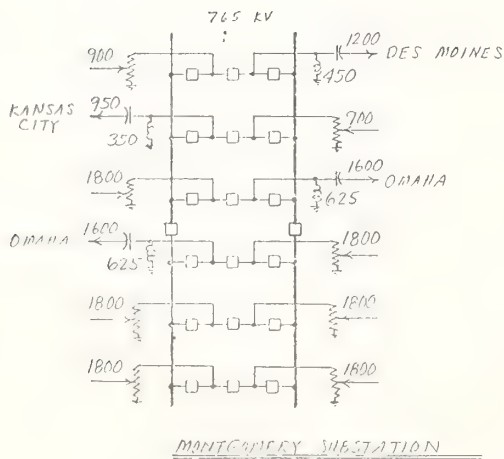 765 KV
900
1200
DES MOINES
450
KANSAS CITY
950
350
700
1800
1600
OMAHA
625
OMAHA
1600
625
1800
1800
1800
1800
1800
MONTGOMERY SUBSTATION